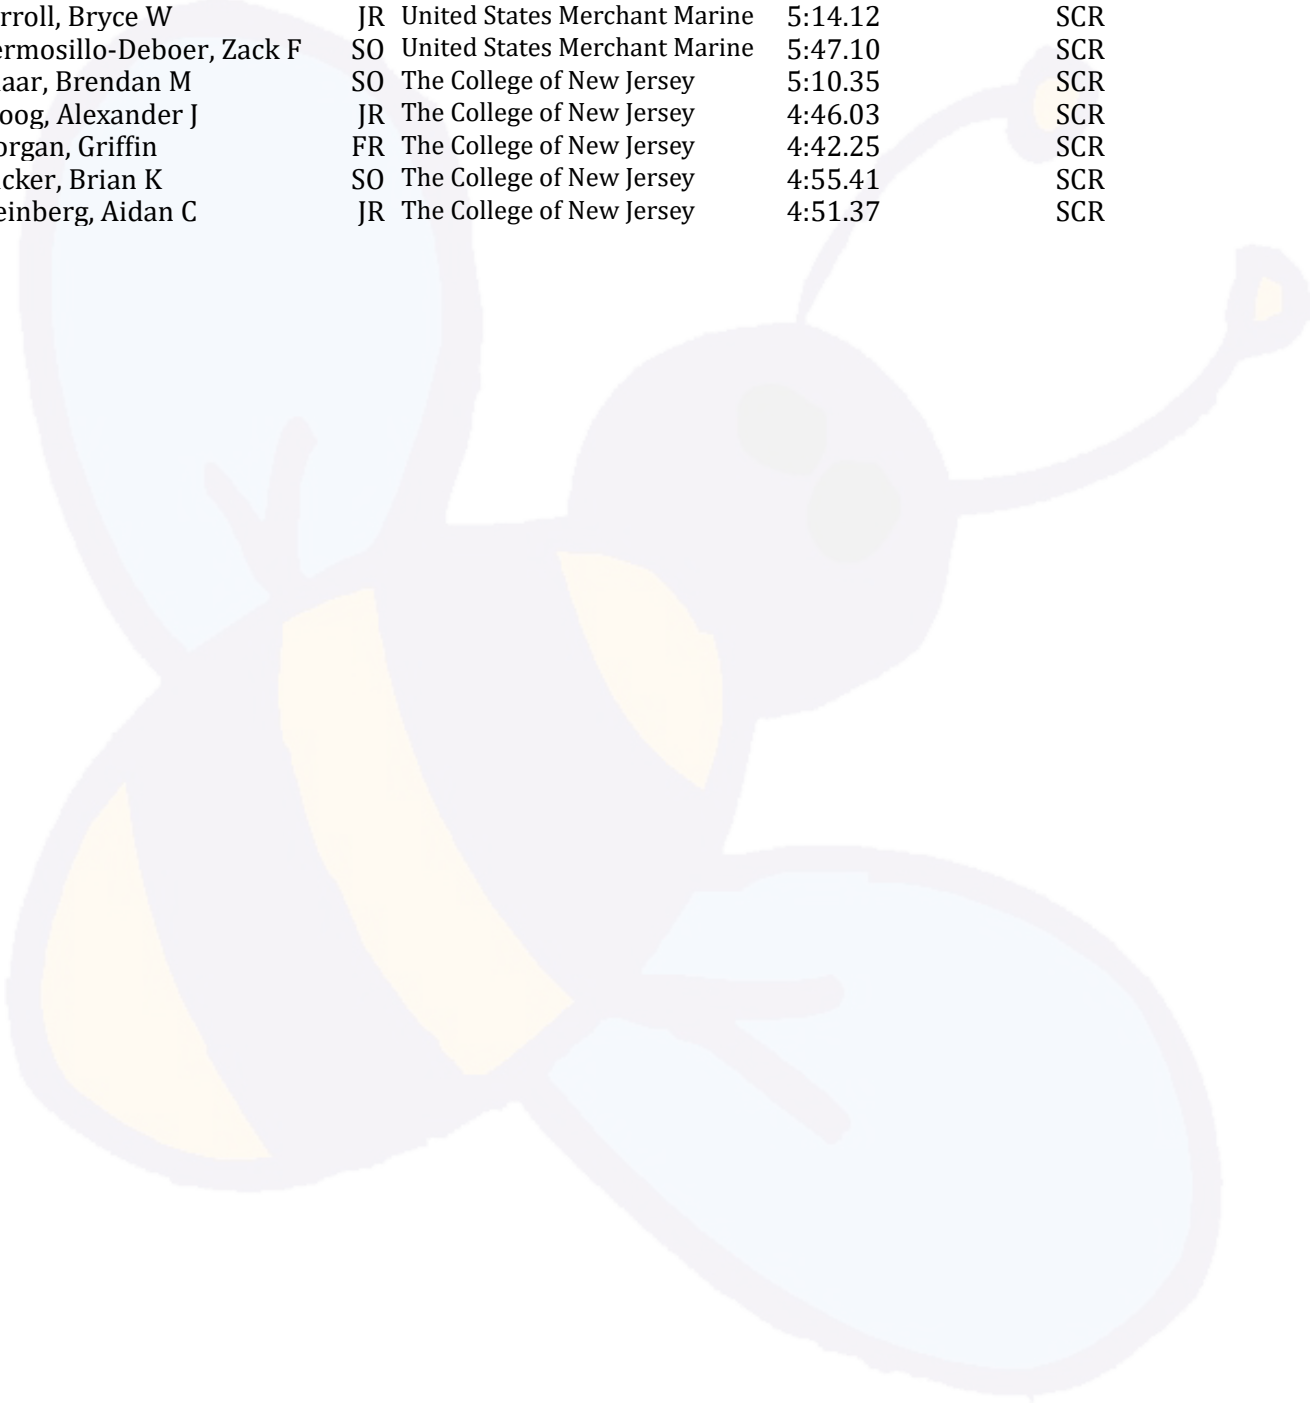 rroll, Bryce W JR United States Merchant Marine 5:14.12 SCR
ermosillo-Deboer, Zack F SO United States Merchant Marine 5:47.10 SCR
aar, Brendan M SO The College of New Jersey 5:10.35 SCR
oog, Alexander J JR The College of New Jersey 4:46.03 SCR
organ, Griffin FR The College of New Jersey 4:42.25 SCR
cker, Brian K SO The College of New Jersey 4:55.41 SCR
einberg, Aidan C JR The College of New Jersey 4:51.37 SCR